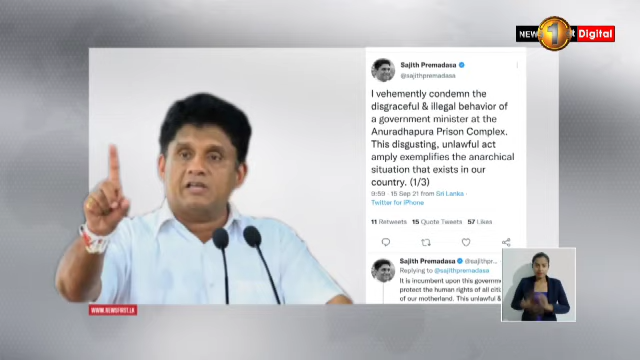 NEWS 1st Digital
Sajith Premadasa
@sajithpremadasa
I vehemently condemn the
disgraceful & illegal behavior of
a government minister at the
Anuradhapura Prison Complex.
This disgusting, unlawful act
amply exemplifies the anarchical
situation that exists in our
country. (1/3)
9:59 · 15 Sep 21 from Sri Lanka ·
Twitter for iPhone
11 Retweets 15 Quote Tweets 57 Likes
Sajith Premadasa @sajithpr...
Replying to @sajithpremadasa
It is incumbent upon this governme
protect the human rights of all citi
of our motherland. This unlawful &
WWW.NEWSFIRST.LK